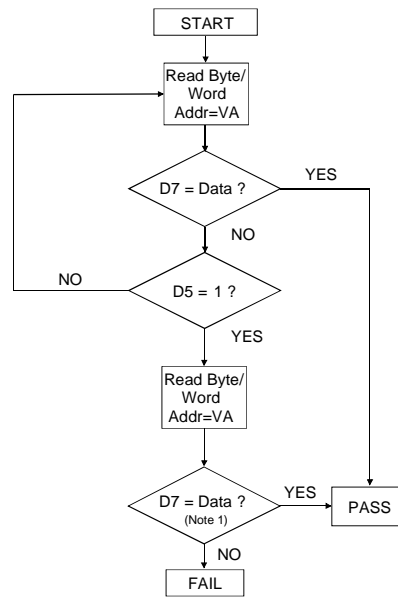 START
Read Byte/
Word
Addr=VA
D7 = Data ?
YES
NO
NO
D5 = 1 ?
YES
Read Byte/
Word
Addr=VA
D7 = Data ?
(Note 1)
YES
PASS
NO
FAIL